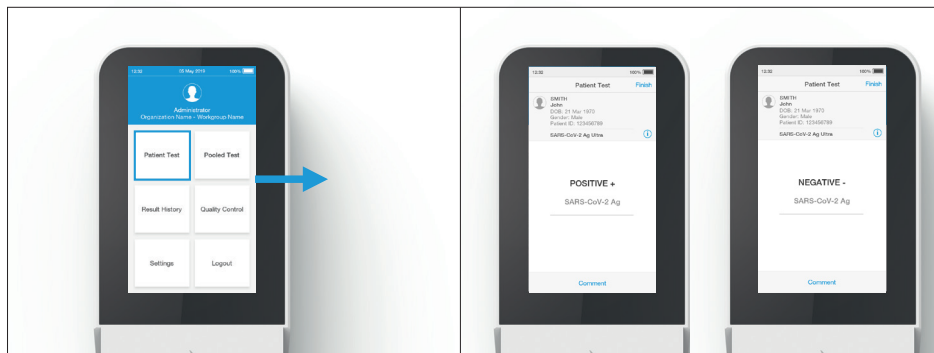 12:32 05 May 2019 100%
Administrator
Organization Name - Workgroup Name
Patient Test
Pooled Test
Result History
Quality Control
Settings
Logout
12:32 100%
Patient Test Finish
SMITH
John
DOB: 21 Mar 1973
Gender: Male
Patient ID: 123456789
SARS-CoV-2 Ag Ultra
POSITIVE +
SARS-CoV-2 Ag
Comment
12:32 100%
Patient Test Finish
SMITH
John
DOB: 21 Mar 1973
Gender: Male
Patient ID: 123456789
SARS-CoV-2 Ag Ultra
NEGATIVE -
SARS-CoV-2 Ag
Comment